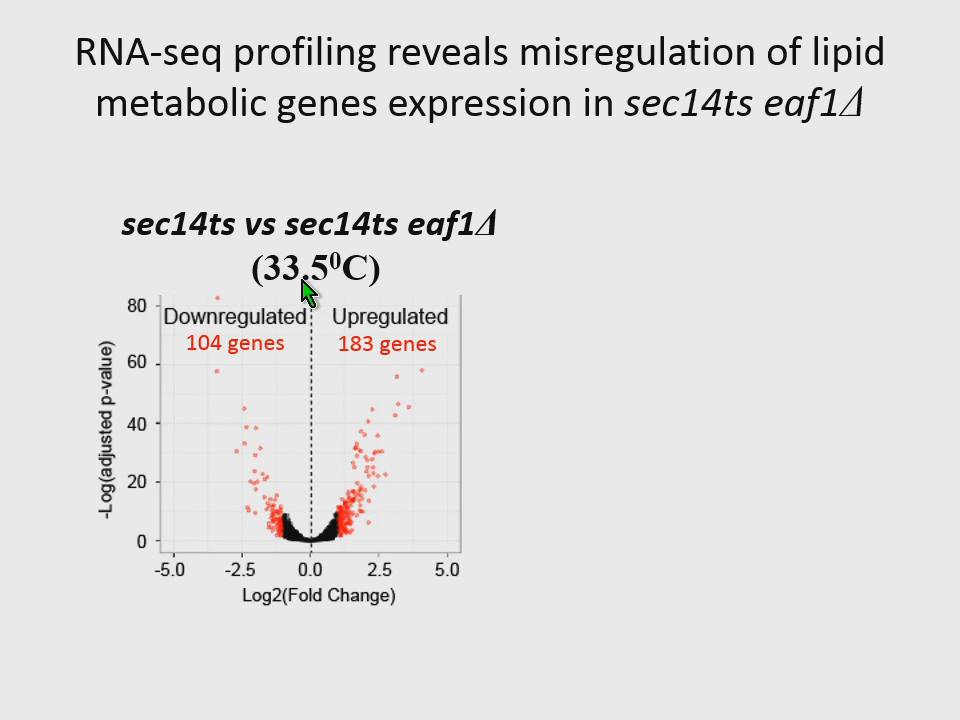 RNA-seq profiling reveals misregulation of lipid
metabolic genes expression in sec14ts eaf1Δ
sec14ts vs sec14ts eaf1Δ
(33.5⁰C)
Downregulated
104 genes
Upregulated
183 genes
-Log(adjusted p-value)
80
60
40
20
0
-5.0 -2.5 0.0 2.5 5.0
Log2(Fold Change)